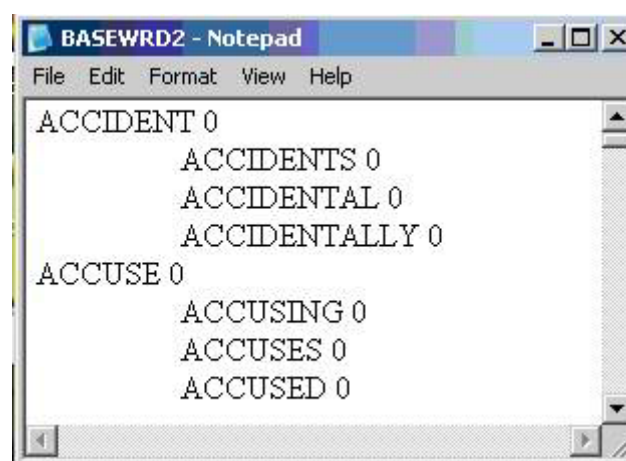 BASEWRD2 - Notepad
File Edit Format View Help
ACCIDENT 0
ACCIDENTS 0
ACCIDENTAL 0
ACCIDENTALLY 0
ACCUSE 0
ACCUSING 0
ACCUSES 0
ACCUSED 0